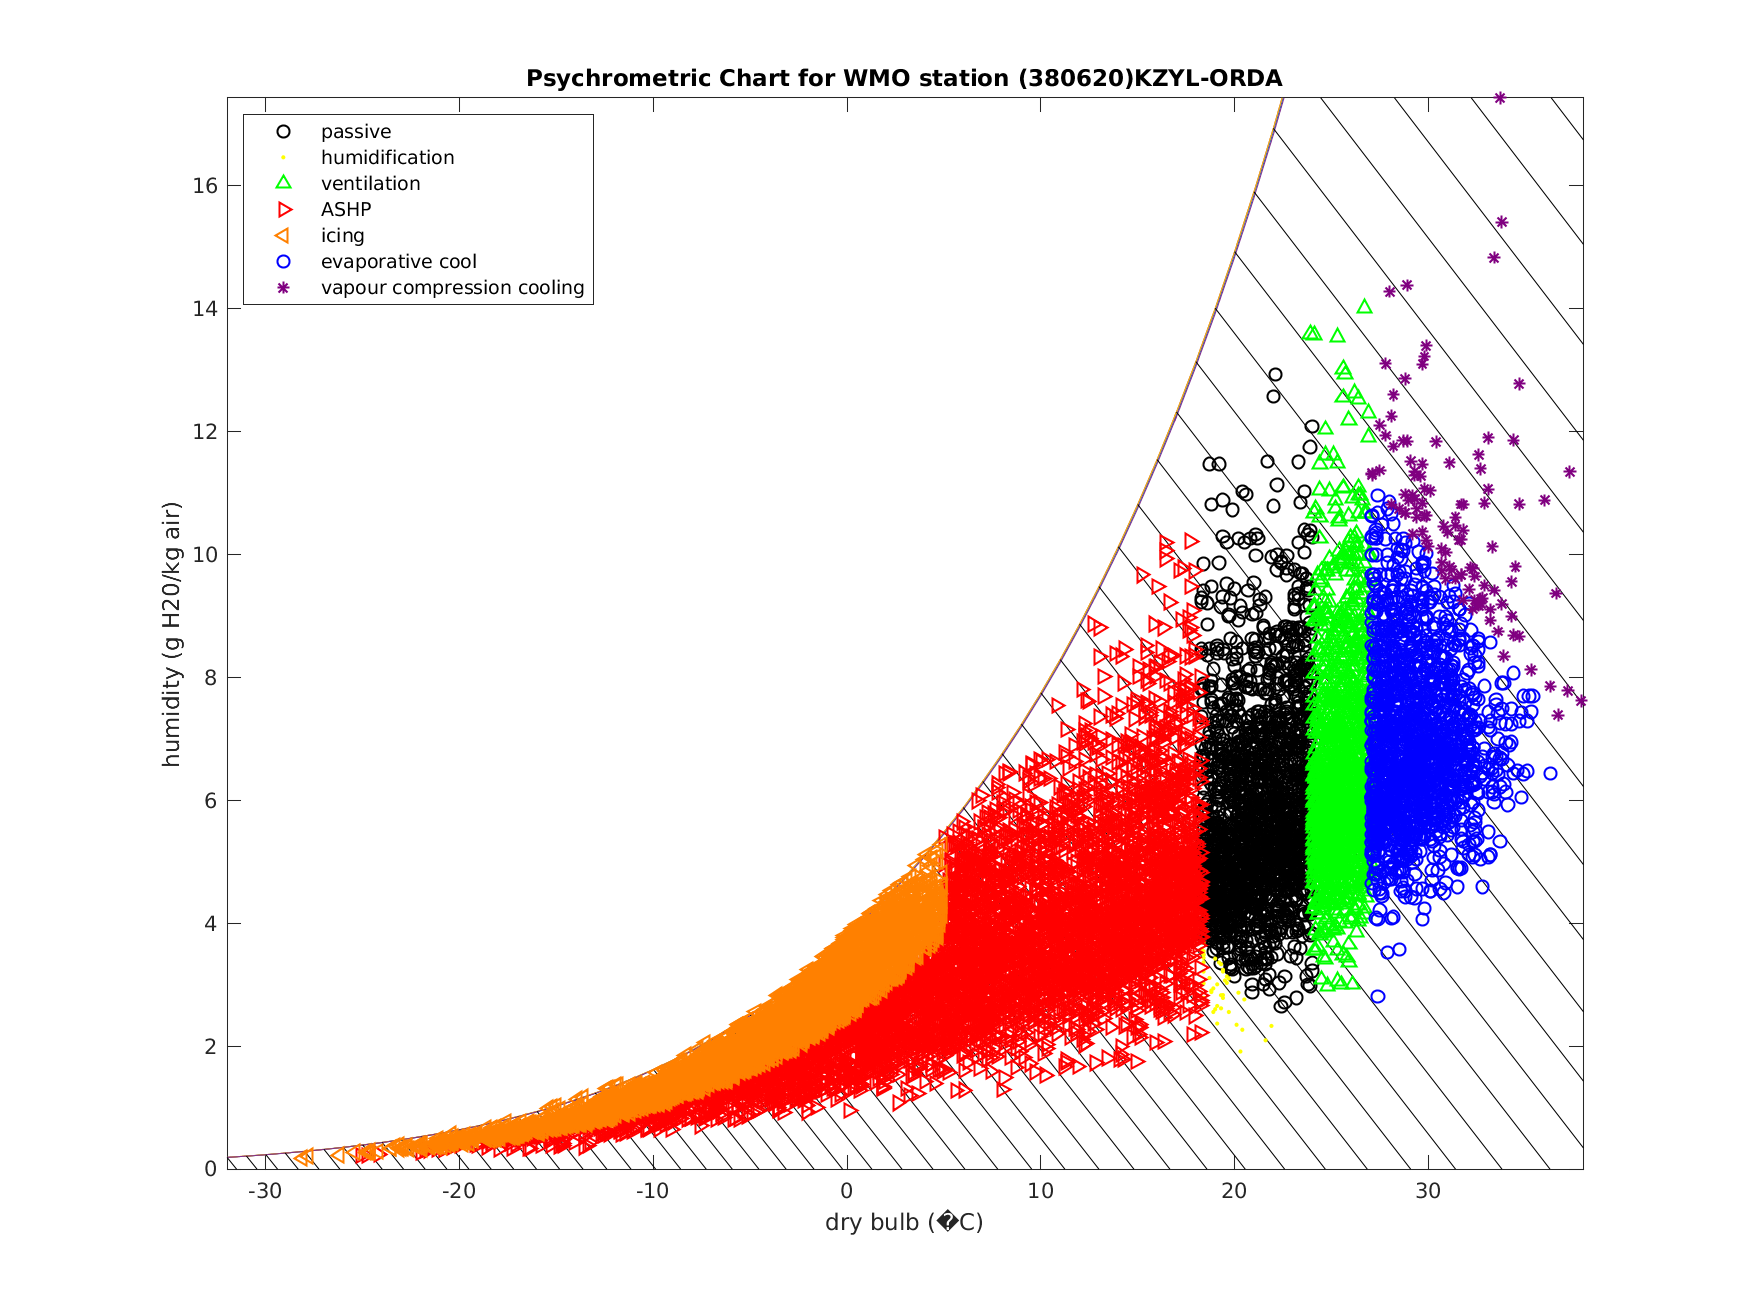 Psychrometric Chart for WMO station (380620)KZYL-ORDA
passive
humidification
ventilation
ASHP
icing
evaporative cool
vapour compression cooling
16
14
12
10
8
6
4
2
0
humidity (g H20/kg air)
-30 -20 -10 0 10 20 30
dry bulb (�C)